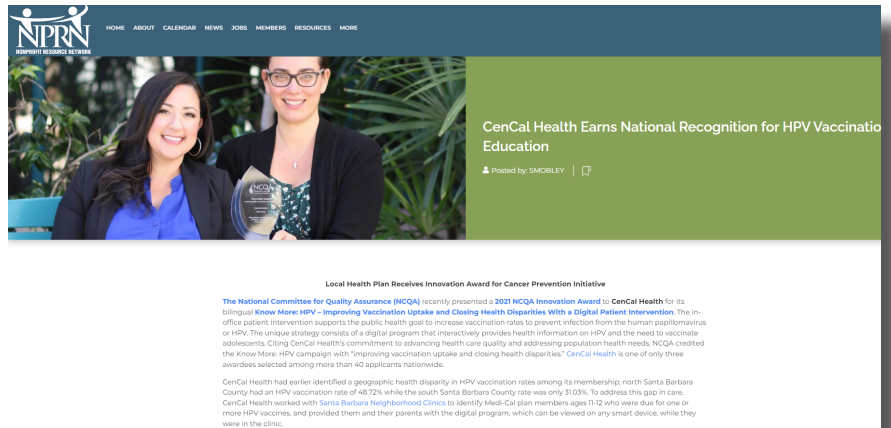 NPRN
NONPROFIT RESOURCE NETWORK
HOME ABOUT CALENDAR NEWS JOBS MEMBERS RESOURCES MORE
NCQA
CenCal Health Earns National Recognition for HPV Vaccinatio
Education
Posted by: SMOBLEY
Local Health Plan Receives Innovation Award for Cancer Prevention Initiative
The National Committee for Quality Assurance (NCQA) recently presented a 2021 NCQA Innovation Award to CenCal Health for its
bilingual Know More: HPV – Improving Vaccination Uptake and Closing Health Disparities With a Digital Patient Intervention. The in-
office patient intervention supports the public health goal to increase vaccination rates to prevent infection from the human papillomavirus
or HPV. The unique strategy consists of a digital program that interactively provides health information on HPV and the need to vaccinate
adolescents. Citing CenCal Health's commitment to advancing health care quality and addressing population health needs, NCQA credited
the Know More: HPV campaign with "improving vaccination uptake and closing health disparities." CenCal Health is one of only three
awardees selected among more than 40 applicants nationwide.
CenCal Health had earlier identified a geographic health disparity in HPV vaccination rates among its membership; north Santa Barbara
County had an HPV vaccination rate of 48.72% while the south Santa Barbara County rate was only 31.03%. To address this gap in care,
CenCal Health worked with Santa Barbara Neighborhood Clinics to identify Medi-Cal plan members ages 11-12 who were due for one or
more HPV vaccines, and provided them and their parents with the digital program, which can be viewed on any smart device, while they
were in the clinic.